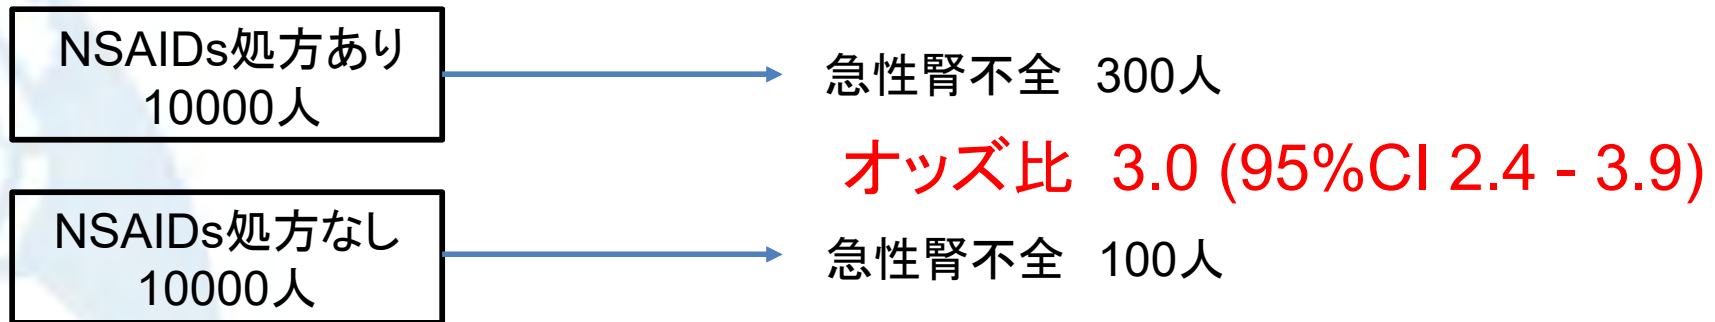 NSAIDs処方あり
10000人
急性腎不全　300人
オッズ比 3.0 (95%CI 2.4 - 3.9)
NSAIDs処方なし
10000人
急性腎不全　100人